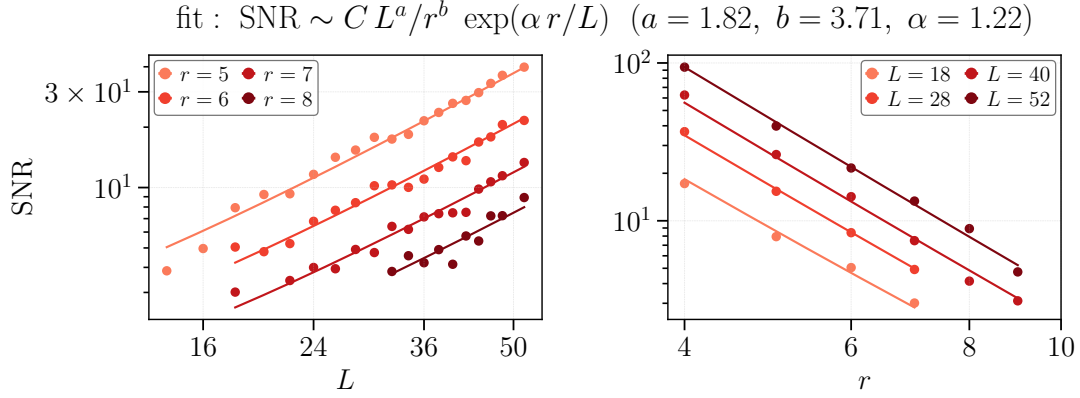 fit : SNR ∼ C L^a/r^b exp(α r/L) (a = 1.82, b = 3.71, α = 1.22)
r = 5 r = 7
r = 6 r = 8
3 × 10^1
10^1
SNR
16 24 36 50
L
L = 18 L = 40
L = 28 L = 52
10^2
10^1
4 6 8 10
r